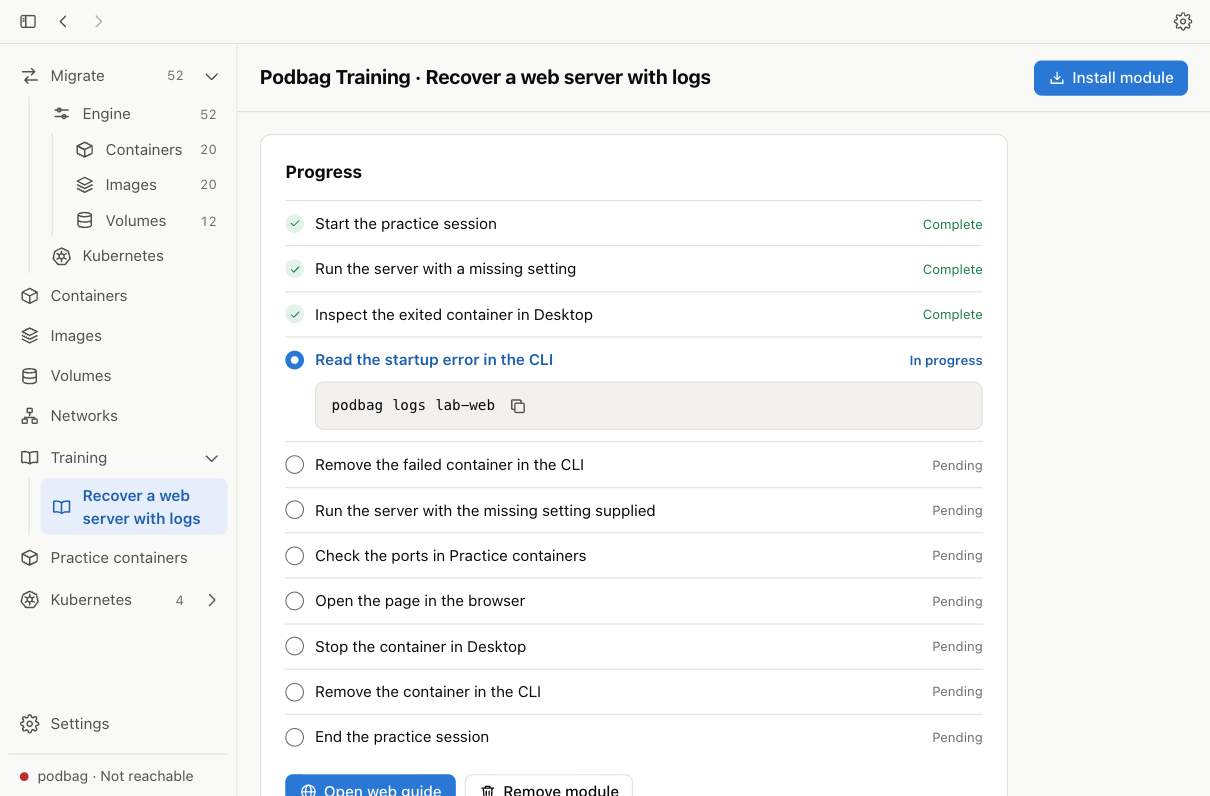 Podbag Training · Recover a web server with logs
Install module
Migrate 52
Engine 52
Containers 20
Images 20
Volumes 12
Kubernetes
Containers
Images
Volumes
Networks
Training
Recover a web
server with logs
Practice containers
Kubernetes 4
Settings
podbag · Not reachable
Progress
Start the practice session Complete
Run the server with a missing setting Complete
Inspect the exited container in Desktop Complete
Read the startup error in the CLI In progress
podbag logs lab-web
Remove the failed container in the CLI Pending
Run the server with the missing setting supplied Pending
Check the ports in Practice containers Pending
Open the page in the browser Pending
Stop the container in Desktop Pending
Remove the container in the CLI Pending
End the practice session Pending
Open web guide Remove module